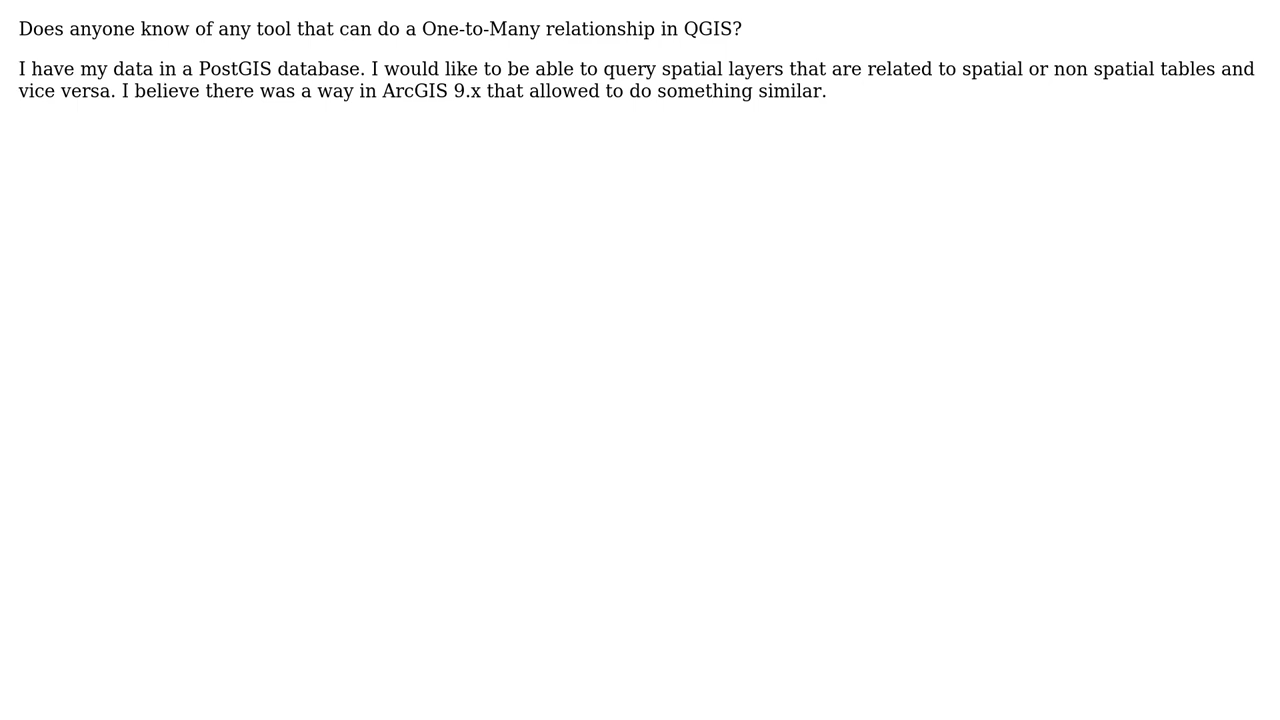 Does anyone know of any tool that can do a One-to-Many relationship in QGIS?
I have my data in a PostGIS database. I would like to be able to query spatial layers that are related to spatial or non spatial tables and
vice versa. I believe there was a way in ArcGIS 9.x that allowed to do something similar.